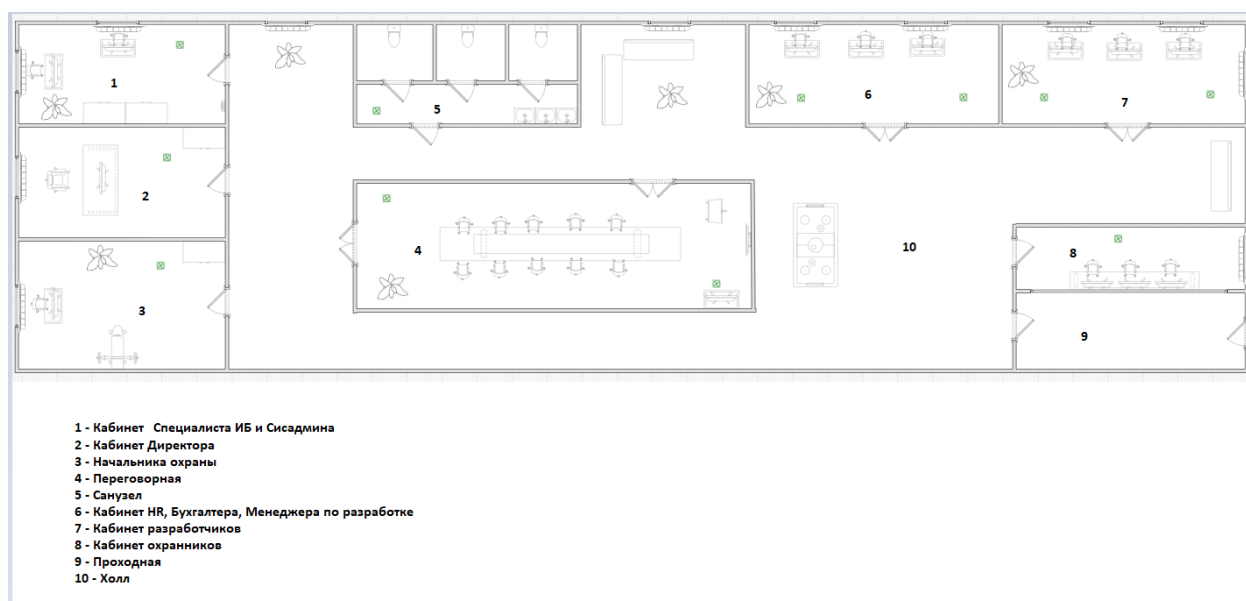 1
2
3
4
5
6
7
8
9
10
1 - Кабинет Специалиста ИБ и Сисадмина
2 - Кабинет Директора
3 - Начальника охраны
4 - Переговорная
5 - Санузел
6 - Кабинет HR, Бухгалтера, Менеджера по разработке
7 - Кабинет разработчиков
8 - Кабинет охранников
9 - Проходная
10 - Холл